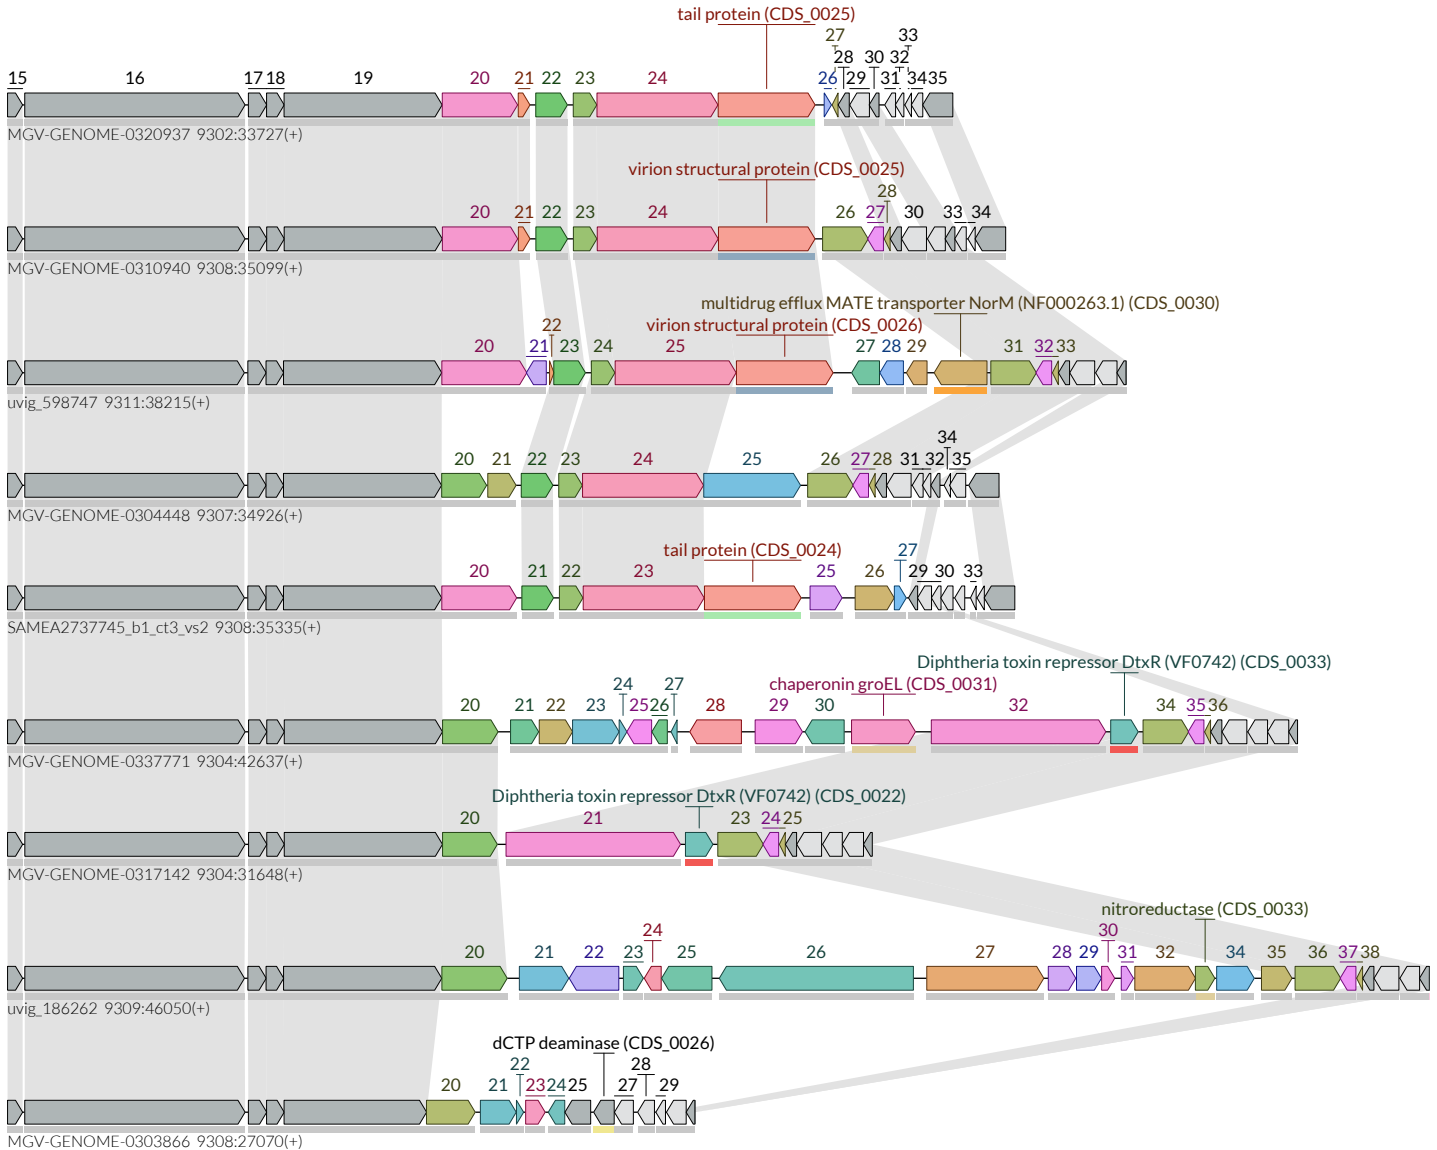 tail protein (CDS_0025)
27 33
28 30 32
15 16 17 18 19 20 21 22 23 24 26 29 31 34 35
MGV-GENOME-0320937 9302:33727(+)
virion structural protein (CDS_0025)
28
20 21 22 23 24 26 27 30 33 34
MGV-GENOME-0310940 9308:35099(+)
multidrug efflux MATE transporter NorM (NF000263.1) (CDS_0030)
22 virion structural protein (CDS_0026)
20 21 23 24 25 27 28 29 31 32 33
uvig_598747 9311:38215(+)
34
20 21 22 23 24 25 26 27 28 31 32 35
MGV-GENOME-0304448 9307:34926(+)
tail protein (CDS_0024) 27
20 21 22 23 25 26 29 30 33
SAMEA2737745_b1_ct3_vs2 9308:35335(+)
Diphtheria toxin repressor DtxR (VF0742) (CDS_0033)
24 27 chaperonin groEL (CDS_0031)
20 21 22 23 25 26 28 29 30 32 34 35 36
MGV-GENOME-0337771 9304:42637(+)
Diphtheria toxin repressor DtxR (VF0742) (CDS_0022)
20 21 23 24 25
MGV-GENOME-0317142 9304:31648(+)
nitroreductase (CDS_0033)
24 30
20 21 22 23 25 26 27 28 29 31 32 34 35 36 37 38
uvig_186262 9309:46050(+)
dCTP deaminase (CDS_0026)
22 28
20 21 23 24 25 27 29
MGV-GENOME-0303866 9308:27070(+)